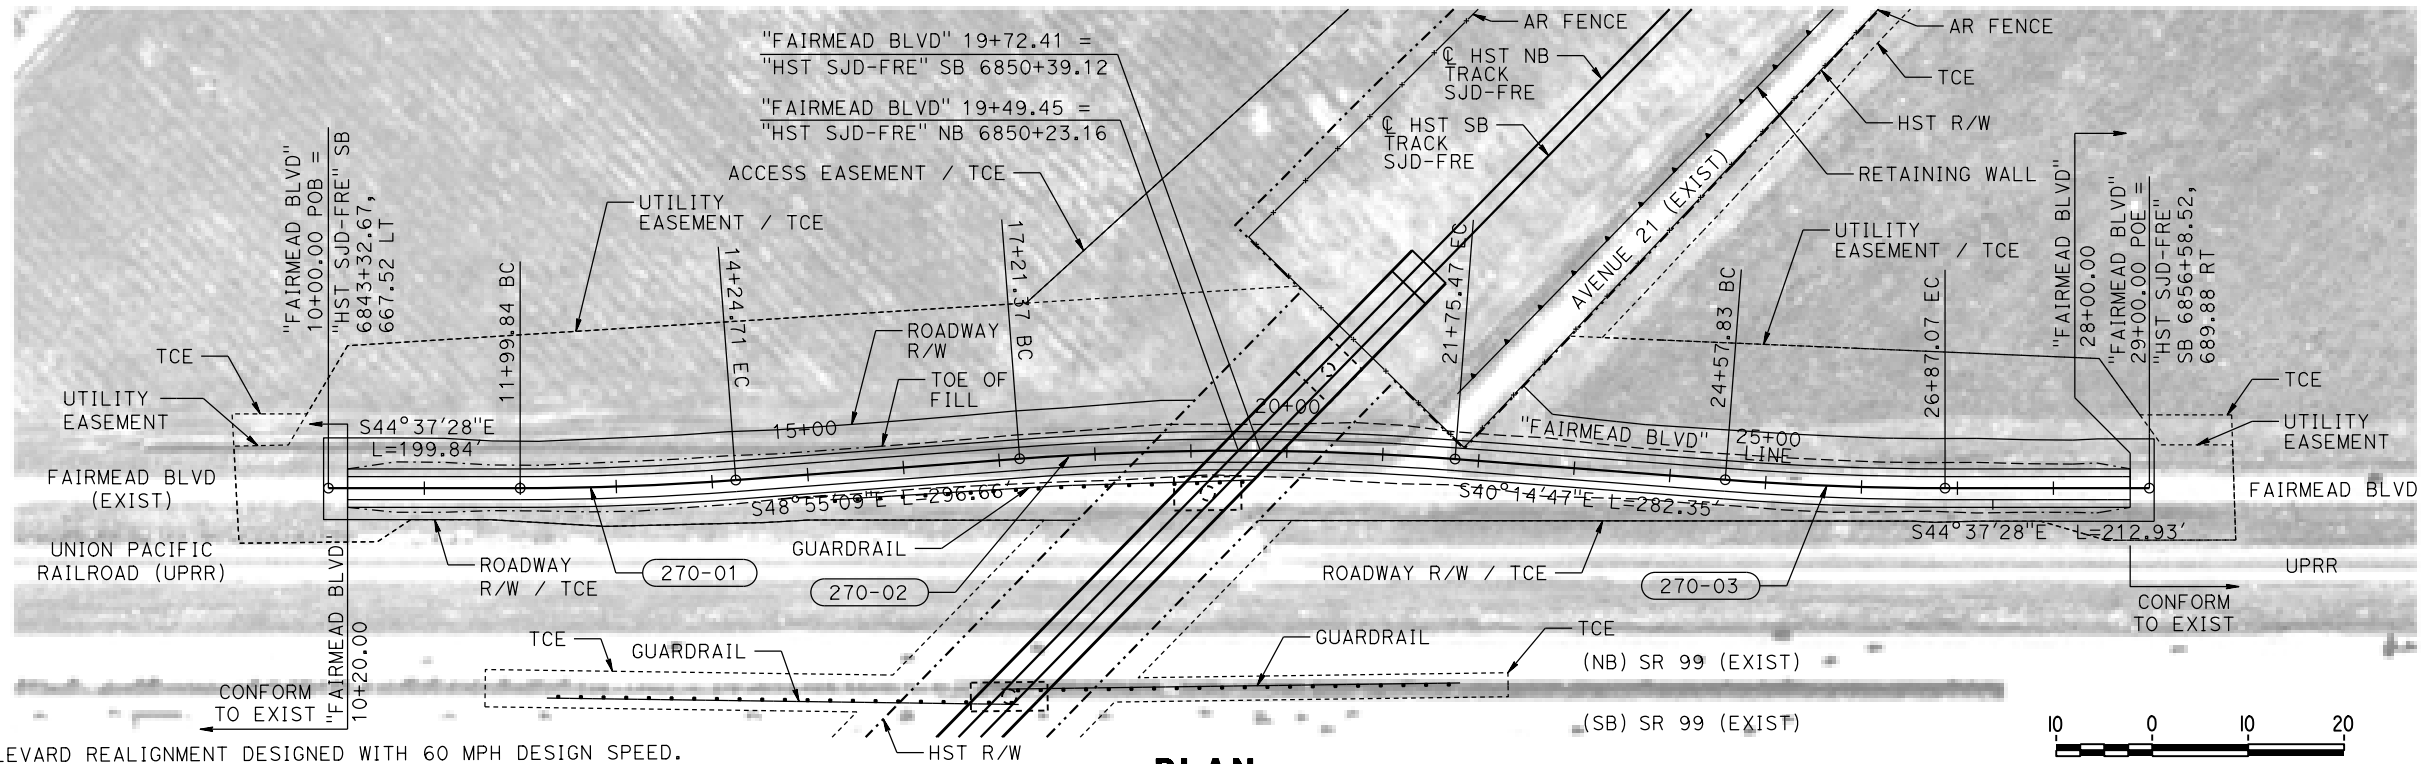 "FAIRMEAD BLVD" 19+72.41 =
"HST SJD-FRE" SB 6850+39.12
"FAIRMEAD BLVD" 19+49.45 =
"HST SJD-FRE" NB 6850+23.16
AR FENCE
℄ HST NB
TRACK
SJD-FRE
℄ HST SB
TRACK
SJD-FRE
AR FENCE
TCE
HST R/W
RETAINING WALL
AVENUE 21 (EXIST)
ACCESS EASEMENT / TCE
UTILITY
EASEMENT / TCE
"FAIRMEAD BLVD"
10+00.00 POB =
"HST SJD-FRE" SB
6843+32.67,
667.52 LT
11+99.84 BC
14+24.71 EC
17+21.37 BC
21+75.47 EC
24+57.83 BC
26+87.07 EC
UTILITY
EASEMENT / TCE
"FAIRMEAD BLVD"
28+00.00
"FAIRMEAD BLVD"
29+00.00 POE =
"HST SJD-FRE"
SB 6856+58.52,
689.88 RT
TCE
UTILITY
EASEMENT
ROADWAY
R/W
TOE OF
FILL
TCE
UTILITY
EASEMENT
S44°37'28"E
L=199.84'
15+00
20+00
"FAIRMEAD BLVD"
25+00
LINE
FAIRMEAD BLVD
(EXIST)
FAIRMEAD BLVD
S48°55'09"E L=296.66'
S40°14'47"E L=282.35'
S44°37'28"E L=212.93'
UNION PACIFIC
RAILROAD (UPRR)
ROADWAY
R/W / TCE
270-01
GUARDRAIL
270-02
ROADWAY R/W / TCE
270-03
UPRR
CONFORM
TO EXIST
"FAIRMEAD BLVD"
10+20.00
TCE
GUARDRAIL
GUARDRAIL
TCE
(NB) SR 99 (EXIST)
CONFORM
TO EXIST
(SB) SR 99 (EXIST)
HST R/W
LEVARD REALIGNMENT DESIGNED WITH 60 MPH DESIGN SPEED.
PLAN
10 0 10 20